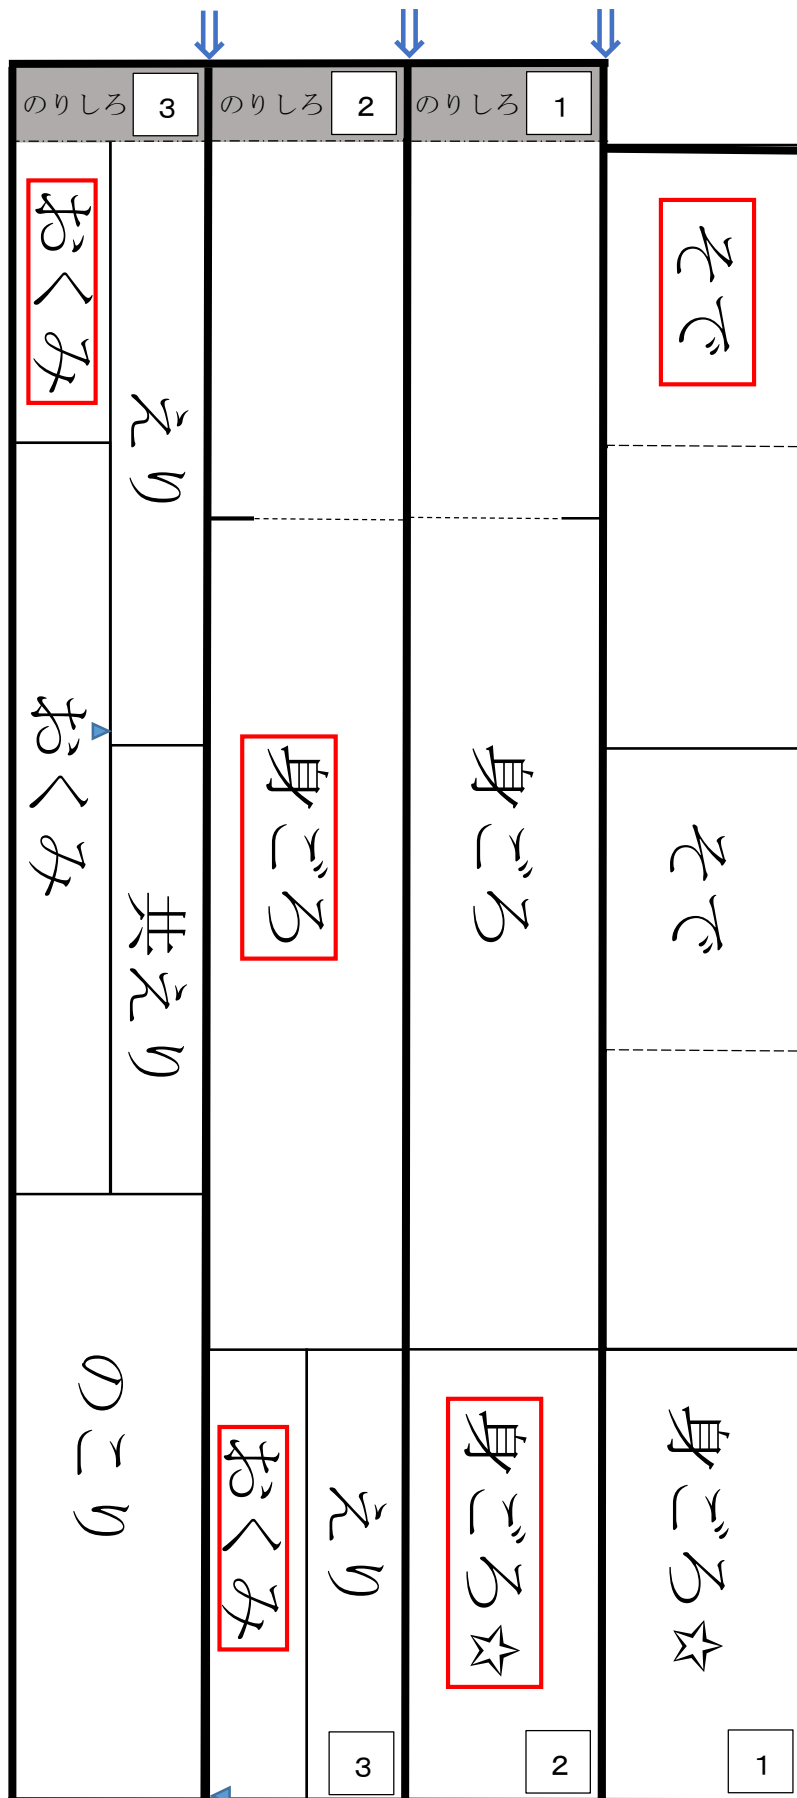 のりしろ 3
のりしろ 2
のりしろ 1
おくみ
えり
そで
おくみ
共えり
身ごろ
身ごろ
そで
のこり
おくみ
えり
身ごろ☆
身ごろ☆
3
2
1